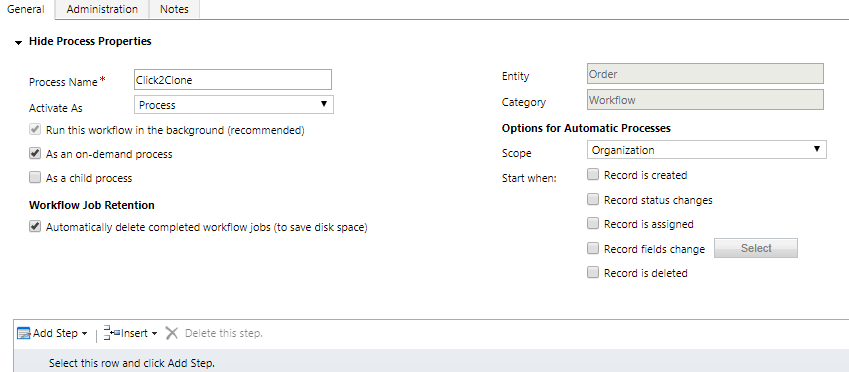 General
Administration
Notes
Hide Process Properties
Process Name*
Click2Clone
Activate As
Process
Run this workflow in the background (recommended)
As an on-demand process
As a child process
Workflow Job Retention
Automatically delete completed workflow jobs (to save disk space)
Entity
Order
Category
Workflow
Options for Automatic Processes
Scope
Organization
Start when:
Record is created
Record status changes
Record is assigned
Record fields change
Select
Record is deleted
Add Step
Insert
Delete this step.
Select this row and click Add Step.